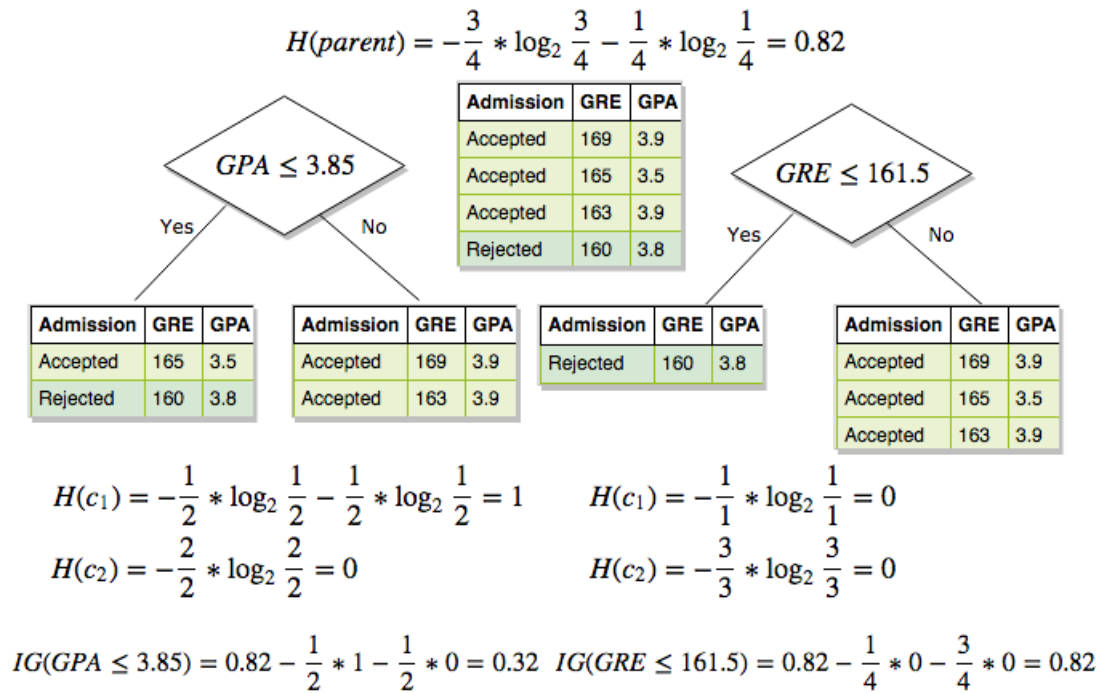 H(parent) = −3/4 * log₂ 3/4 − 1/4 * log₂ 1/4 = 0.82
Admission GRE GPA
Accepted 169 3.9
Accepted 165 3.5
Accepted 163 3.9
Rejected 160 3.8
GPA ≤ 3.85
Yes
No
Admission GRE GPA
Accepted 165 3.5
Rejected 160 3.8
Admission GRE GPA
Accepted 169 3.9
Accepted 163 3.9
GRE ≤ 161.5
Yes
No
Admission GRE GPA
Rejected 160 3.8
Admission GRE GPA
Accepted 169 3.9
Accepted 165 3.5
Accepted 163 3.9
H(c₁) = −1/2 * log₂ 1/2 − 1/2 * log₂ 1/2 = 1
H(c₂) = −2/2 * log₂ 2/2 = 0
H(c₁) = −1/1 * log₂ 1/1 = 0
H(c₂) = −3/3 * log₂ 3/3 = 0
IG(GPA ≤ 3.85) = 0.82 − 1/2 * 1 − 1/2 * 0 = 0.32
IG(GRE ≤ 161.5) = 0.82 − 1/4 * 0 − 3/4 * 0 = 0.82